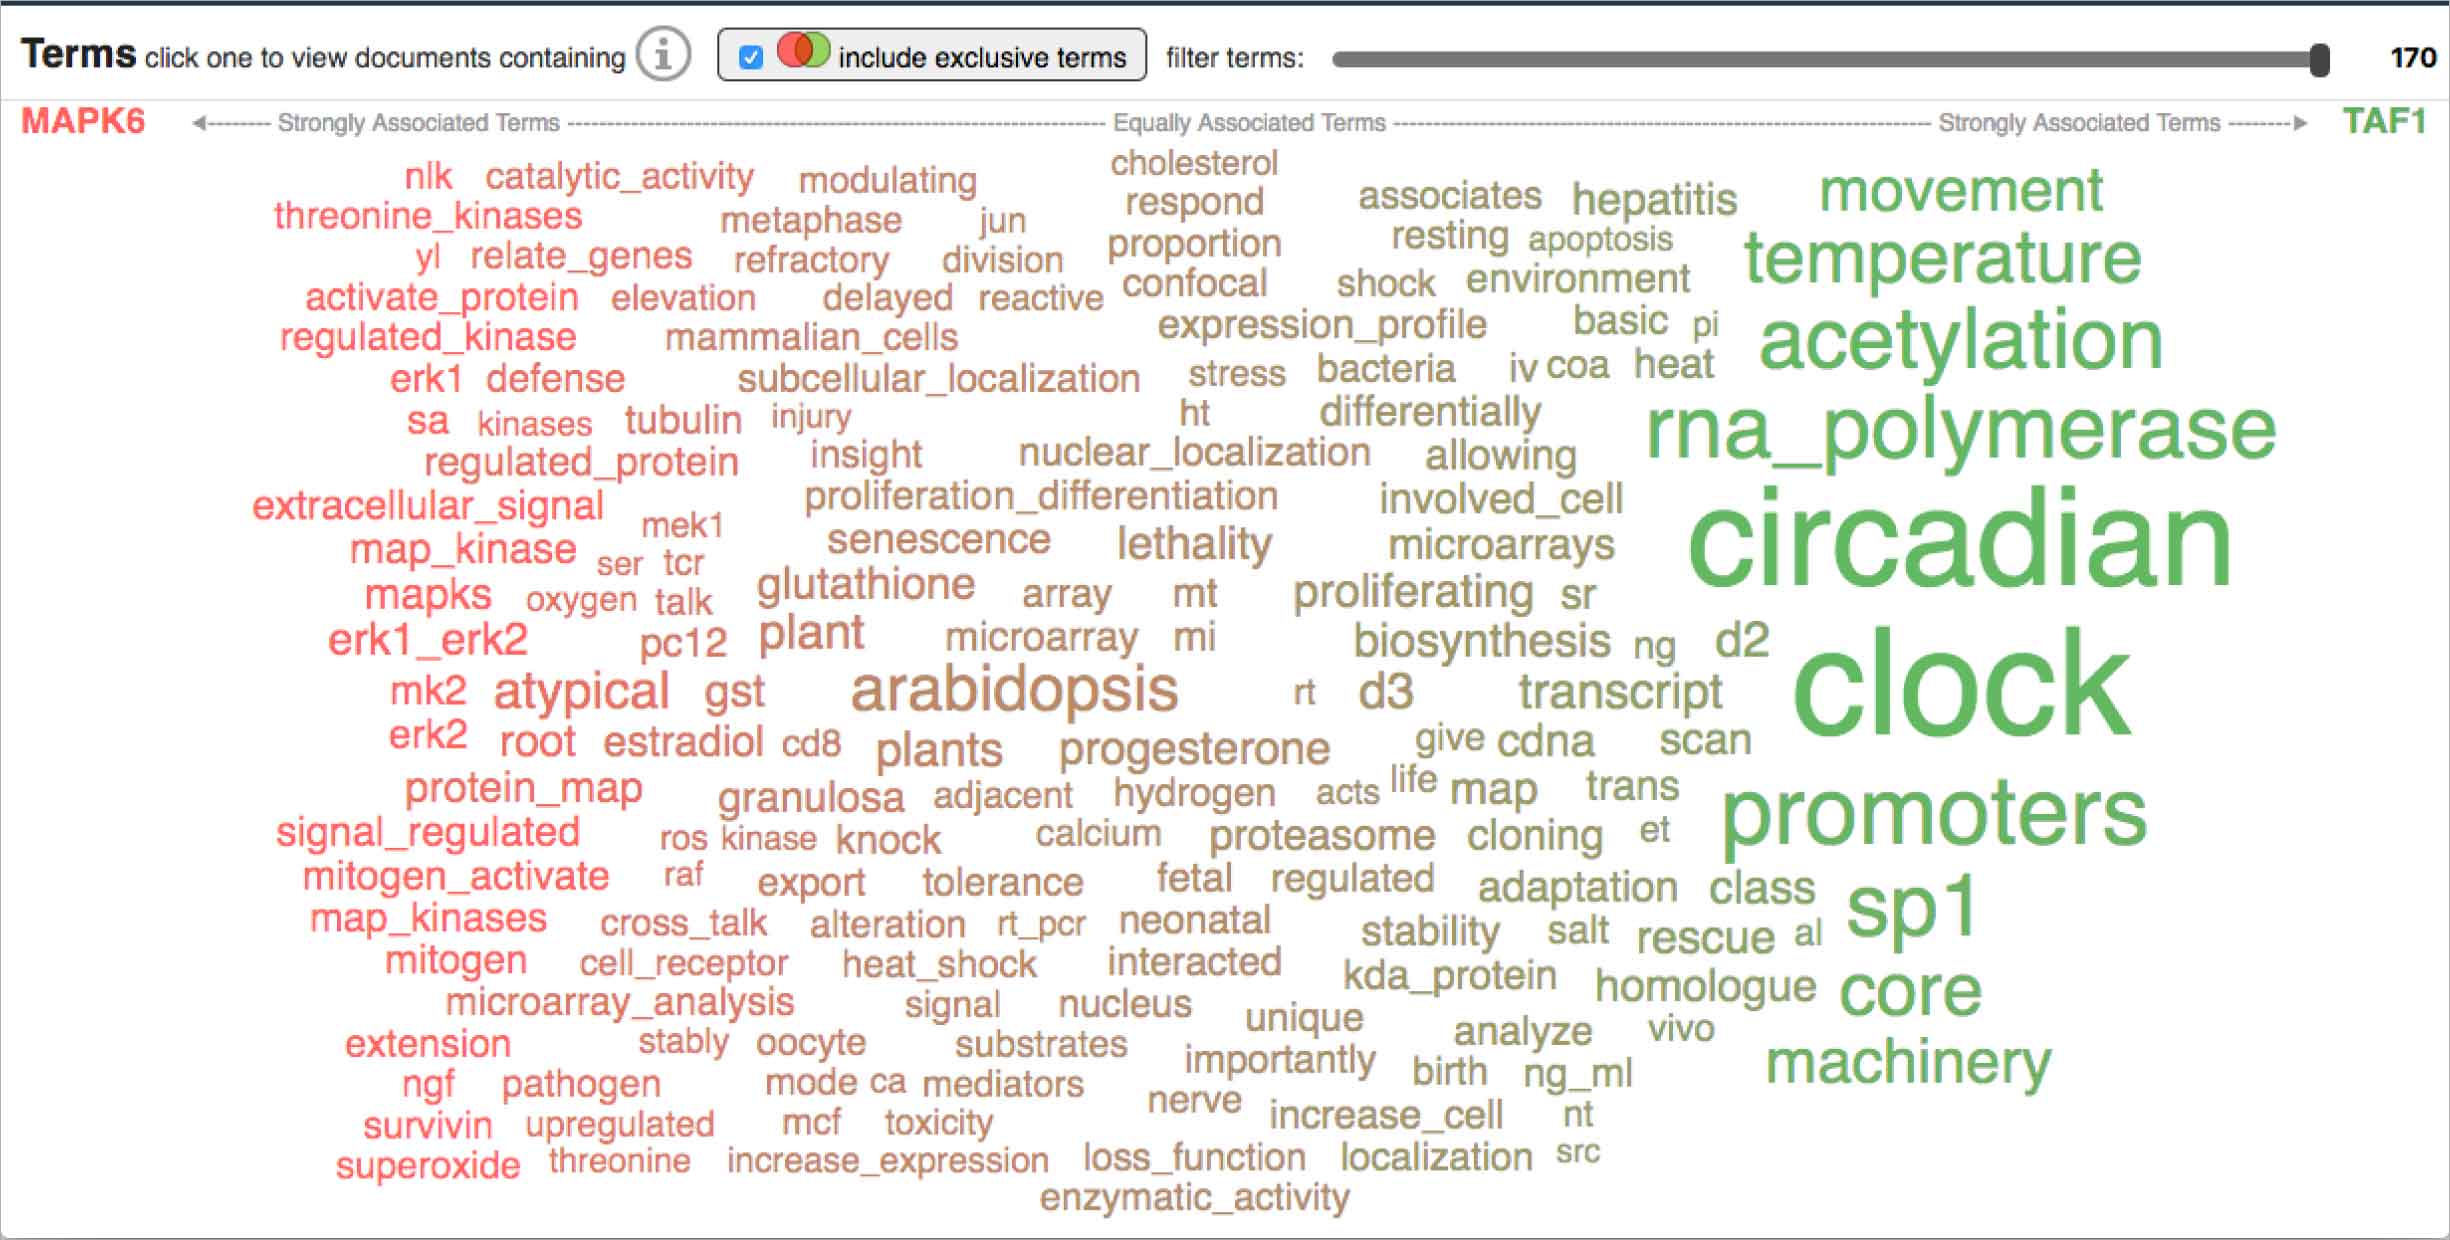 Terms click one to view documents containing i include exclusive terms filter terms: 170
MAPK6 Strongly Associated Terms Equally Associated Terms Strongly Associated Terms TAF1
cholesterol
nlk catalytic_activity modulating respond associates hepatitis movement
threonine_kinases metaphase jun proportion resting apoptosis temperature
yl relate_genes refractory division confocal shock environment
activate_protein elevation delayed reactive expression_profile basic pi acetylation
regulated_kinase mammalian_cells
erk1 defense subcellular_localization stress bacteria iv coa heat
sa kinases tubulin injury ht differentially rna_polymerase
regulated_protein insight nuclear_localization allowing
extracellular_signal mek1 proliferation_differentiation involved_cell
map_kinase ser tcr senescence lethality microarrays circadian
mapks oxygen talk glutathione array mt proliferating sr
erk1_erk2 pc12 plant microarray mi biosynthesis ng d2
mk2 atypical gst arabidopsis rt d3 transcript clock
erk2 root estradiol cd8 plants progesterone give cdna scan
protein_map granulosa adjacent hydrogen acts life map trans promoters
signal_regulated ros kinase knock calcium proteasome cloning et
mitogen_activate raf export tolerance fetal regulated adaptation class sp1
map_kinases cross_talk alteration rt_pcr neonatal stability salt rescue al
mitogen cell_receptor heat_shock interacted kda_protein homologue core
microarray_analysis signal nucleus unique analyze vivo
extension stably oocyte substrates importantly machinery
ngf pathogen mode ca mediators nerve birth ng_ml
survivin upregulated mcf toxicity increase_cell nt
superoxide threonine increase_expression loss_function localization src
enzymatic_activity